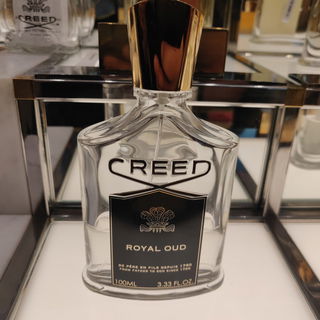 CREED
CREED
ROYAL OUD
DE PÈRE EN FILS DEPUIS 1760
FROM FATHER TO SON SINCE 1760
100ML 3.33 FL.OZ